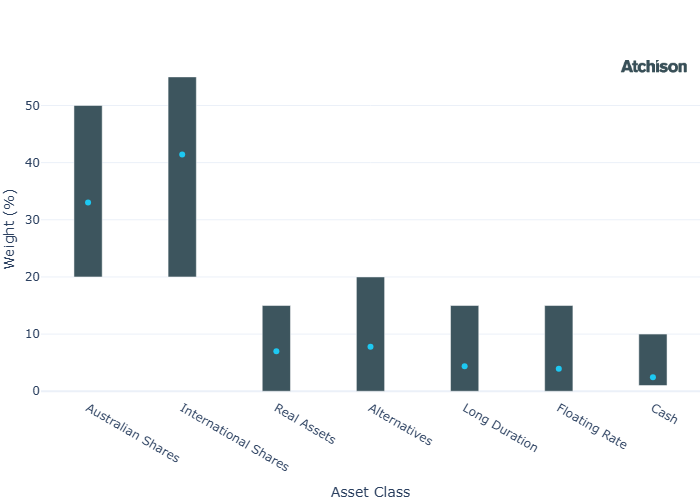 Atchison
50
40
30
20
10
0
Weight (%)
Australian Shares
International Shares
Real Assets
Alternatives
Long Duration
Floating Rate
Cash
Asset Class